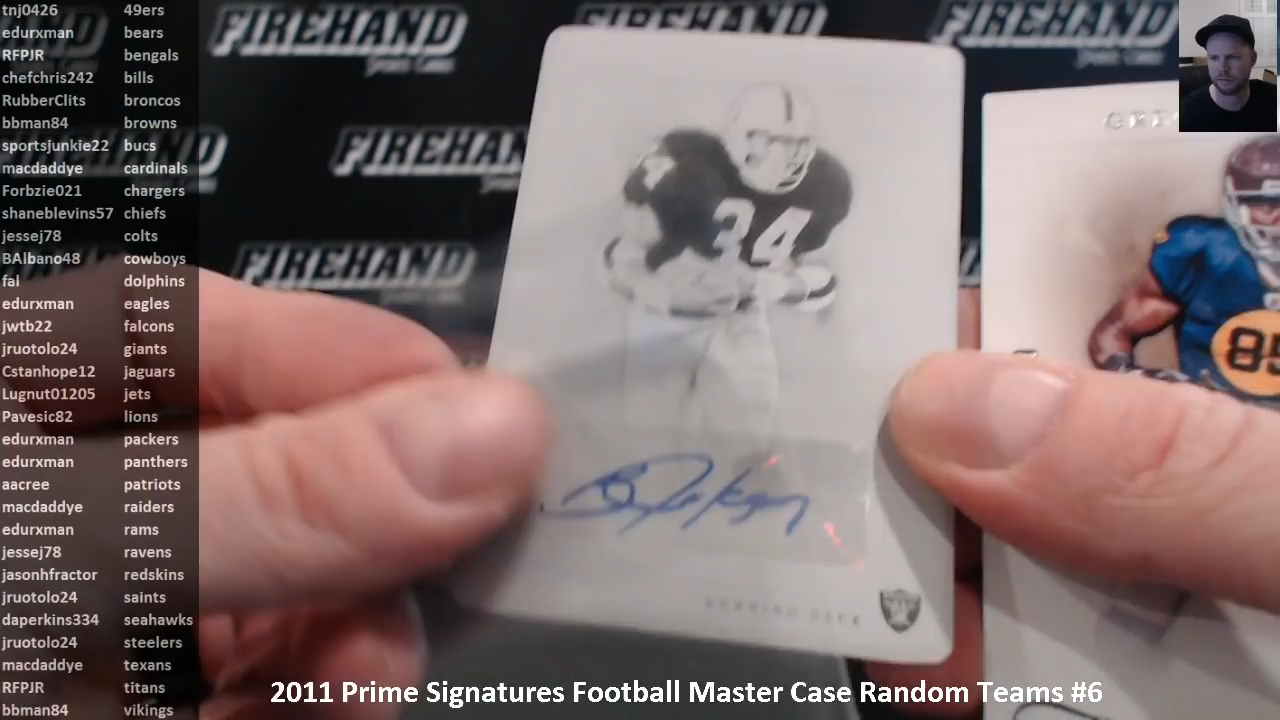 tnj0426 49ers
edurxman bears
RFPJR bengals
chefchris242 bills
RubberClits broncos
bbman84 browns
sportsjunkie22 bucs
macdaddye cardinals
Forbzie021 chargers
shaneblevins57 chiefs
jessej78 colts
BAlbano48 cowboys
fal dolphins
edurxman eagles
jwtb22 falcons
jruotolo24 giants
Cstanhope12 jaguars
Lugnut01205 jets
Pavesic82 lions
edurxman packers
edurxman panthers
aacree patriots
macdaddye raiders
edurxman rams
jessej78 ravens
jasonhfractor redskins
jruotolo24 saints
daperkins334 seahawks
jruotolo24 steelers
macdaddye texans
RFPJR titans
bbman84 vikings
FIREHAND
FIREHAND
FIREHAND
FIREHAN
FIREHAND
34
85
RUNNING BACK
2011 Prime Signatures Football Master Case Random Teams #6